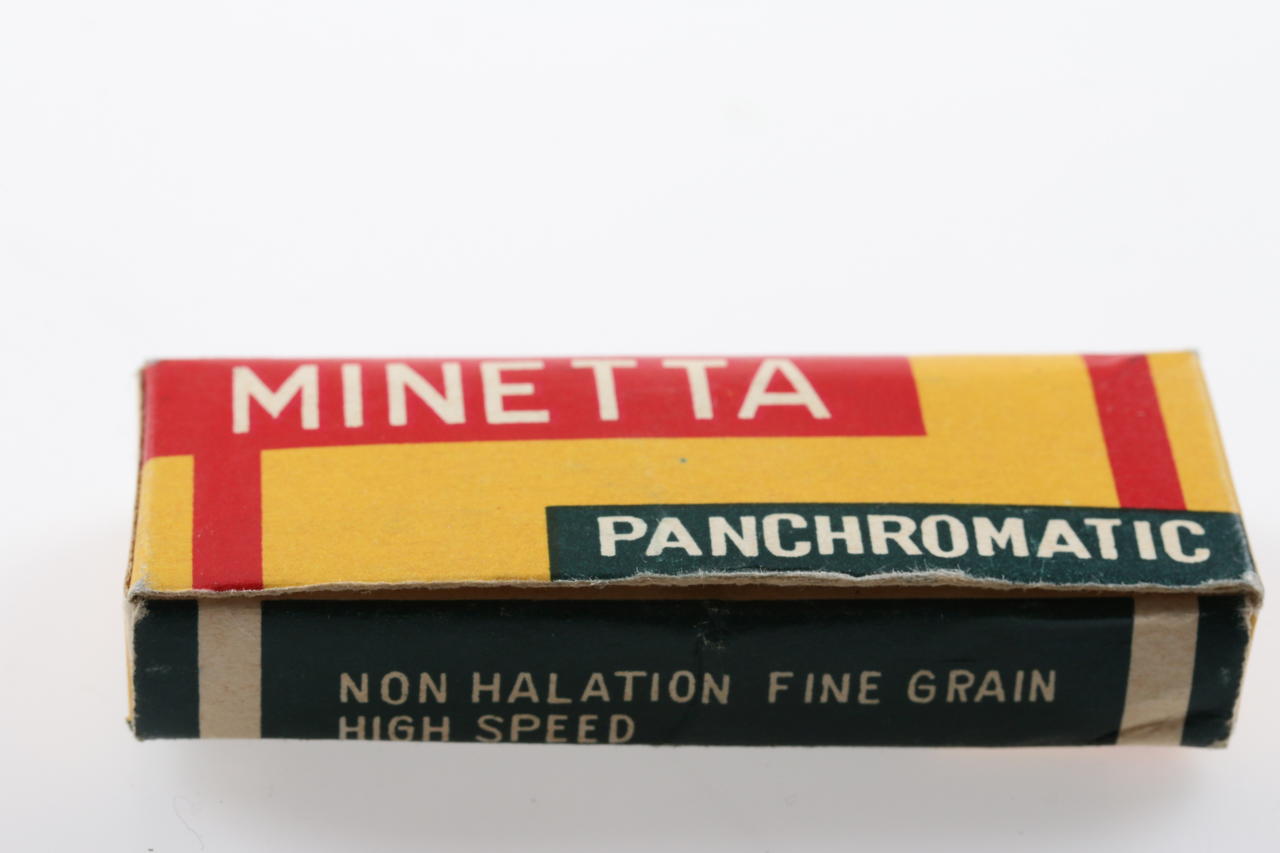 MINETTA
PANCHROMATIC
NON HALATION FINE GRAIN
HIGH SPEED